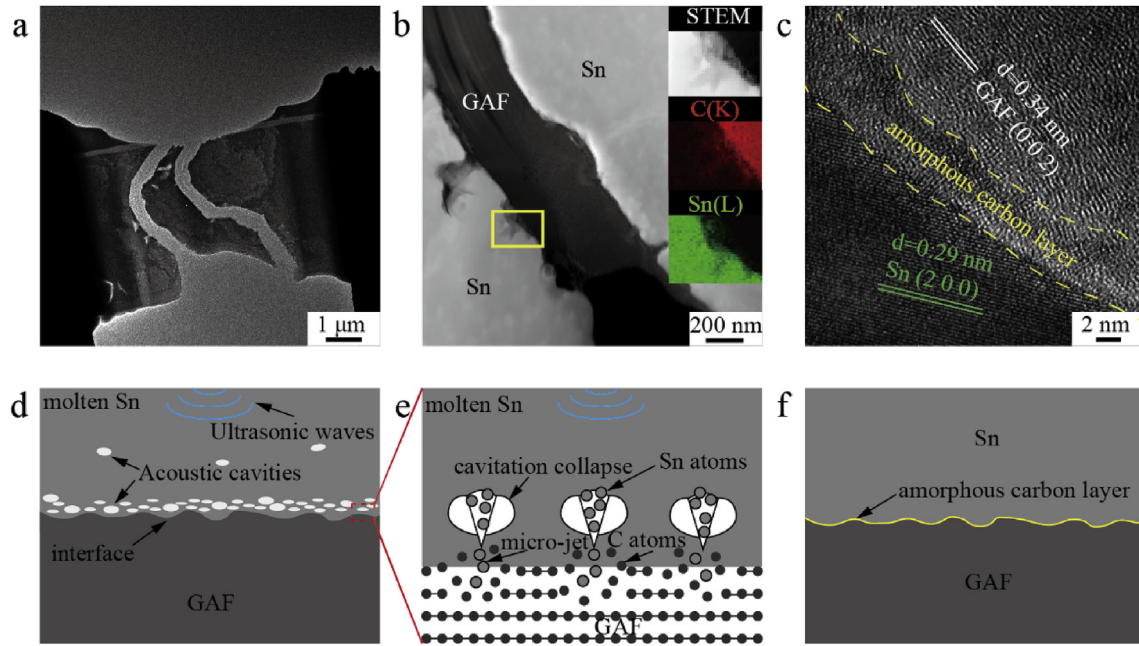 a
1 μm
b
STEM
Sn
GAF
C(K)
Sn(L)
Sn
200 nm
c
d=0.34 nm
GAF (0 0 2)
amorphous carbon layer
d=0.29 nm
Sn (2 0 0)
2 nm
d
molten Sn
Ultrasonic waves
Acoustic cavities
interface
GAF
e
molten Sn
cavitation collapse
Sn atoms
micro-jet
C atoms
GAF
f
Sn
amorphous carbon layer
GAF